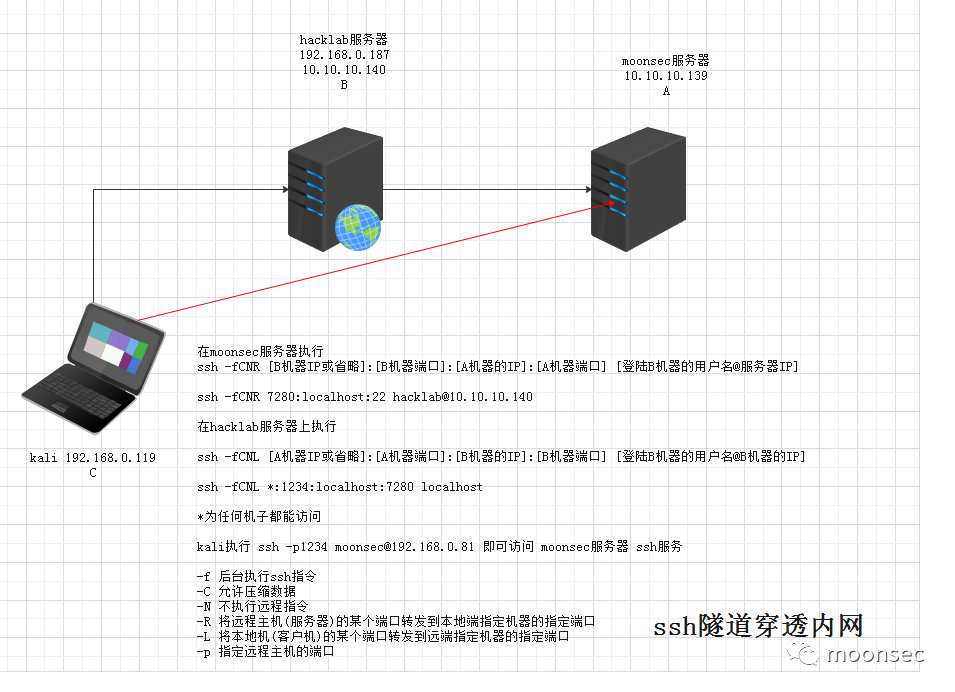 hacklab服务器
192.168.0.187
10.10.10.140
B
moonsec服务器
10.10.10.139
A
kali 192.168.0.119
C
在moonsec服务器执行
ssh -fCNR [B机器IP或省略]:[B机器端口]:[A机器的IP]:[A机器端口] [登陆B机器的用户名@服务器IP]
ssh -fCNR 7280:localhost:22 hacklab@10.10.10.140
在hacklab服务器上执行
ssh -fCNL [A机器IP或省略]:[A机器端口]:[B机器的IP]:[B机器端口] [登陆B机器的用户名@B机器的IP]
ssh -fCNL *:1234:localhost:7280 localhost
*为任何机子都能访问
kali执行 ssh -p1234 moonsec@192.168.0.81 即可访问 moonsec服务器 ssh服务
-f 后台执行ssh指令
-C 允许压缩数据
-N 不执行远程指令
-R 将远程主机(服务器)的某个端口转发到本地端指定机器的指定端口
-L 将本地机(客户机)的某个端口转发到远端指定机器的指定端口
-p 指定远程主机的端口
ssh隧道穿透内网
moonsec